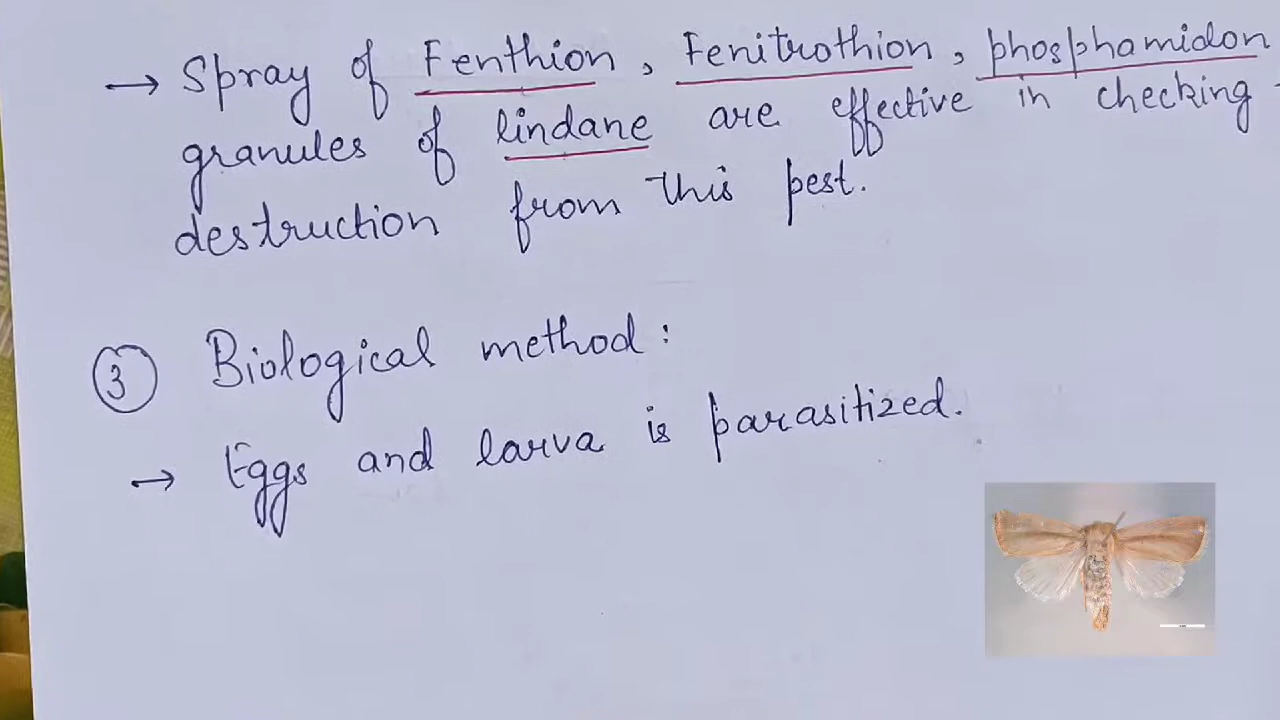 → Spray of Fenthion, Fenitrothion, phosphamidon
granules of lindane are effective in checking
destruction from this pest.
③ Biological method:
→ Eggs and larva is parasitized.